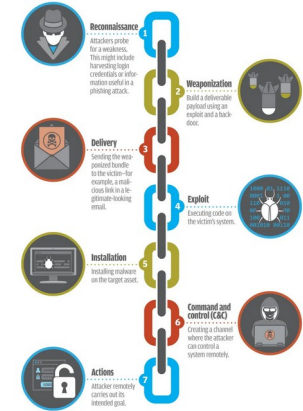 Reconnaissance
1
Attackers probe
for a weakness.
This might include
harvesting login
credentials or infor-
mation useful in a
phishing attack.
Weaponization
2
Build a deliverable
payload using an
exploit and a back-
door.
Delivery
3
Sending the wea-
ponized bundle
to the victim–for
example, a mali-
cious link in a le-
gitimate-looking
email.
Exploit
4
Executing code on
the victim's system.
Installation
5
Installing malware
on the target asset.
Command and
control (C&C)
6
Creating a channel
where the attacker
can control a
system remotely.
Actions
7
Attacker remotely
carries out its
intended goal.